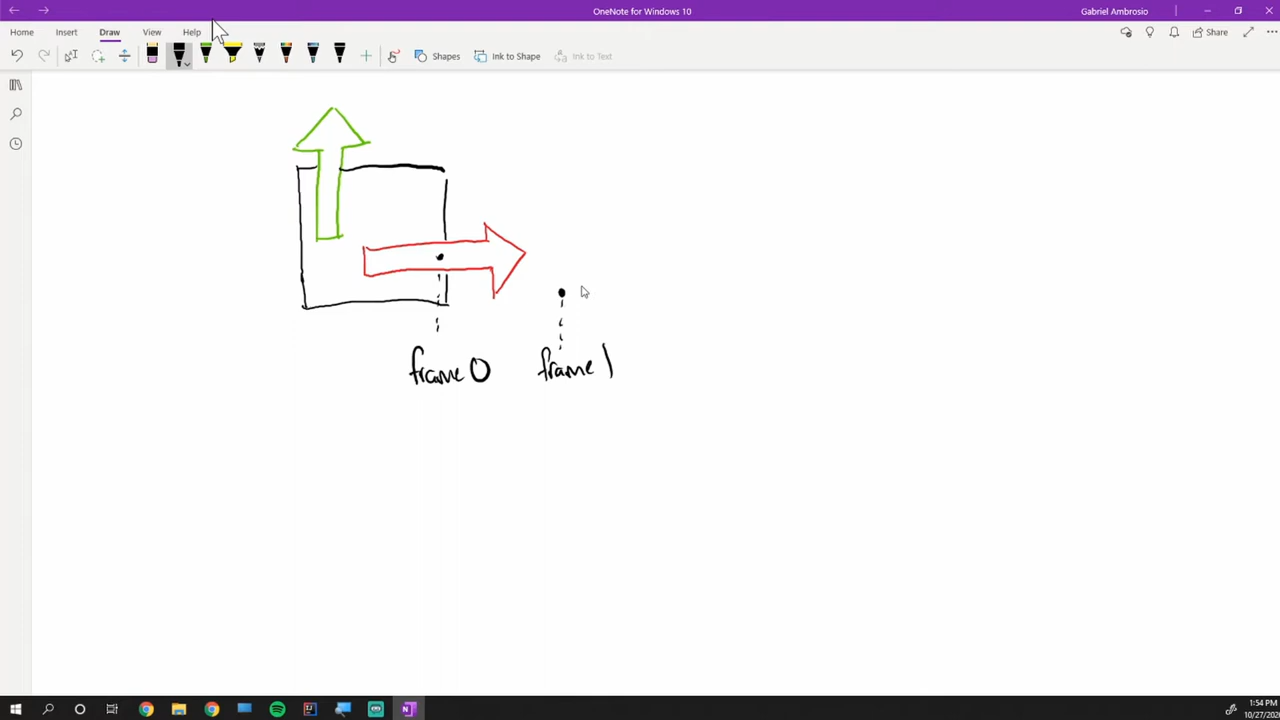 OneNote for Windows 10
Gabriel Ambrosio
Home Insert Draw View Help
Share
Shapes Ink to Shape Ink to Text
frame 0 frame 1
1:54 PM